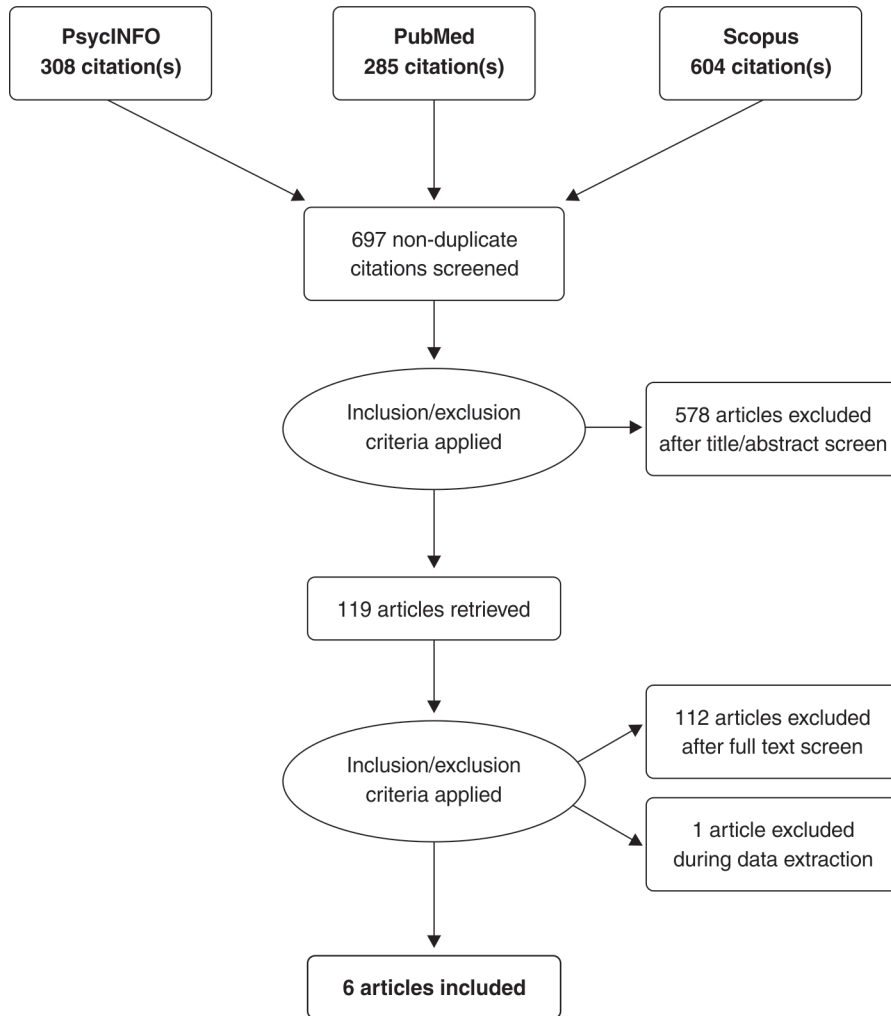 PsycINFO
308 citation(s)
PubMed
285 citation(s)
Scopus
604 citation(s)
697 non-duplicate
citations screened
Inclusion/exclusion
criteria applied
578 articles excluded
after title/abstract screen
119 articles retrieved
Inclusion/exclusion
criteria applied
112 articles excluded
after full text screen
1 article excluded
during data extraction
6 articles included